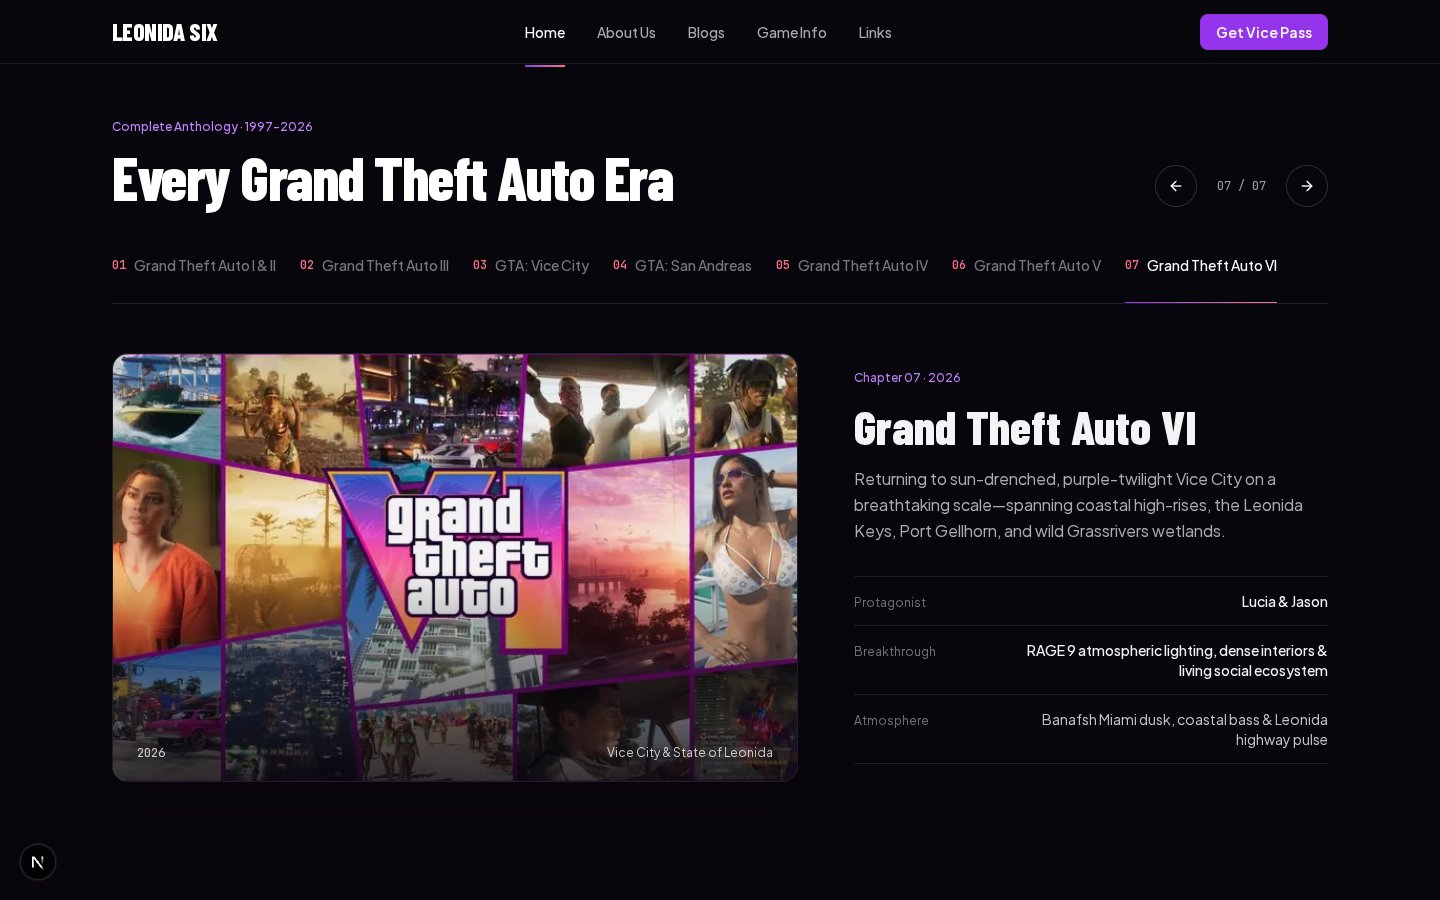 LEONIDA SIX
Home
About Us
Blogs
Game Info
Links
Get Vice Pass
Complete Anthology · 1997–2026
Every Grand Theft Auto Era
07 / 07
01 Grand Theft Auto I & II
02 Grand Theft Auto III
03 GTA: Vice City
04 GTA: San Andreas
05 Grand Theft Auto IV
06 Grand Theft Auto V
07 Grand Theft Auto VI
VI
grand
theft
auto
2026
Vice City & State of Leonida
Chapter 07 · 2026
Grand Theft Auto VI
Returning to sun-drenched, purple-twilight Vice City on a
breathtaking scale—spanning coastal high-rises, the Leonida
Keys, Port Gellhorn, and wild Grassrivers wetlands.
Protagonist
Lucia & Jason
Breakthrough
RAGE 9 atmospheric lighting, dense interiors &
living social ecosystem
Atmosphere
Banafsh Miami dusk, coastal bass & Leonida
highway pulse
N